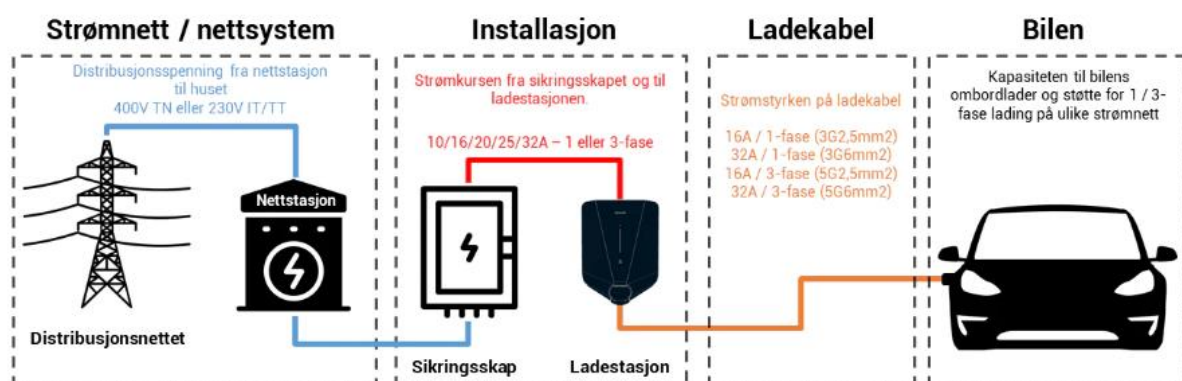 Strømnett / nettsystem
Distribusjonsspenning fra nettstasjon
til huset
400V TN eller 230V IT/TT
Nettstasjon
Distribusjonsnettet
Installasjon
Strømkursen fra sikringsskapet og til
ladestasjonen.
10/16/20/25/32A – 1 eller 3-fase
Sikringsskap
Ladestasjon
Ladekabel
Strømstyrken på ladekabel
16A / 1-fase (3G2,5mm2)
32A / 1-fase (3G6mm2)
16A / 3-fase (5G2,5mm2)
32A / 3-fase (5G6mm2)
Bilen
Kapasiteten til bilens
ombordlader og støtte for 1 / 3-
fase lading på ulike strømnett